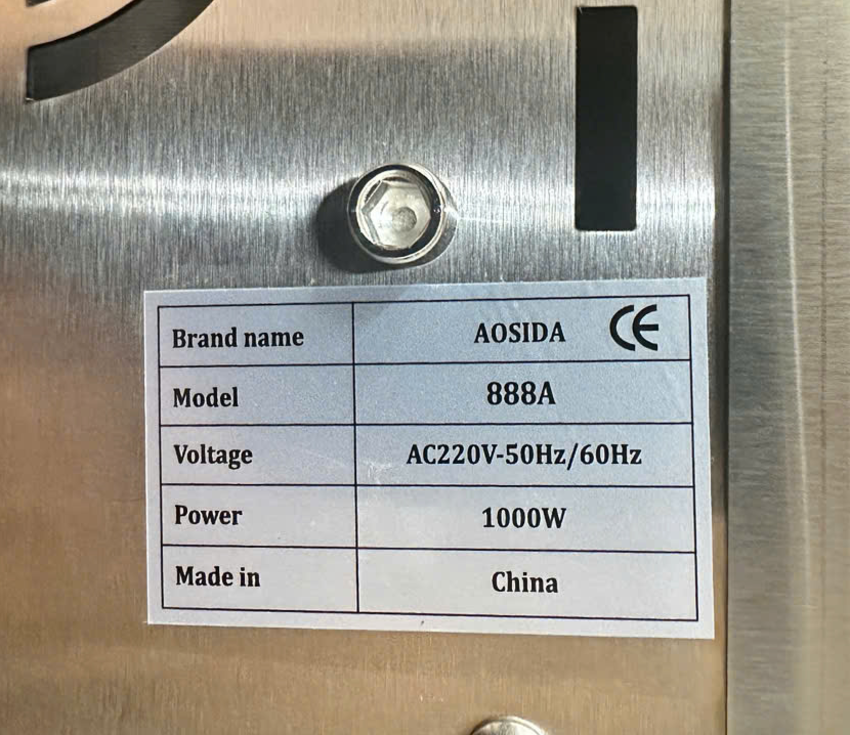 Brand name AOSIDA CE
Model 888A
Voltage AC220V-50Hz/60Hz
Power 1000W
Made in China